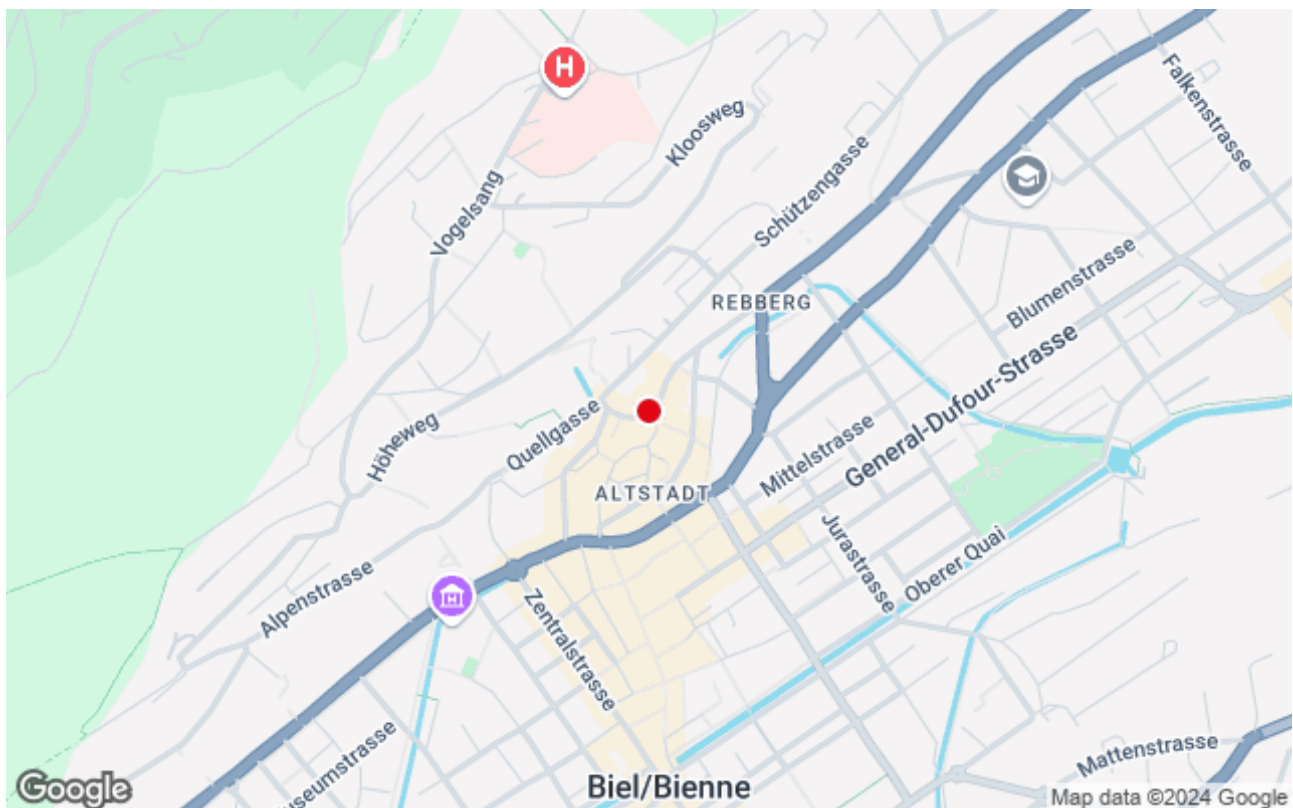 H
Falkenstrasse
Kloosweg
Schützengasse
Vogelsang
REBBERG
Blumenstrasse
General-Dufour-Strasse
Höheweg
Quellgasse
Mittelstrasse
ALTSTADT
Jurastrasse
Oberer Quai
Alpenstrasse
H
Zentralstrasse
Mattenstrasse
useumstrasse
Biel/Bienne
Google
Map data ©2024 Google